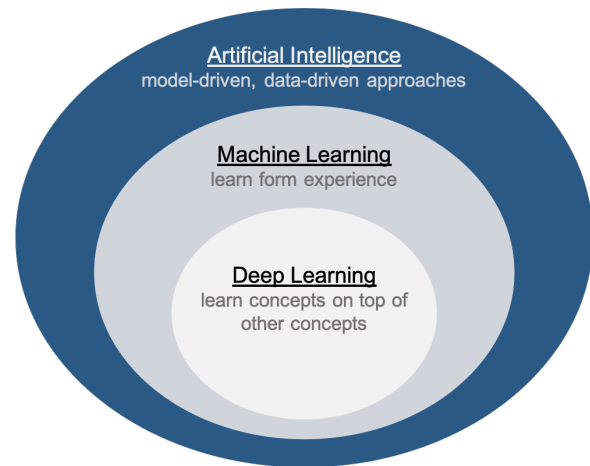 Artificial Intelligence
model-driven, data-driven approaches
Machine Learning
learn form experience
Deep Learning
learn concepts on top of
other concepts